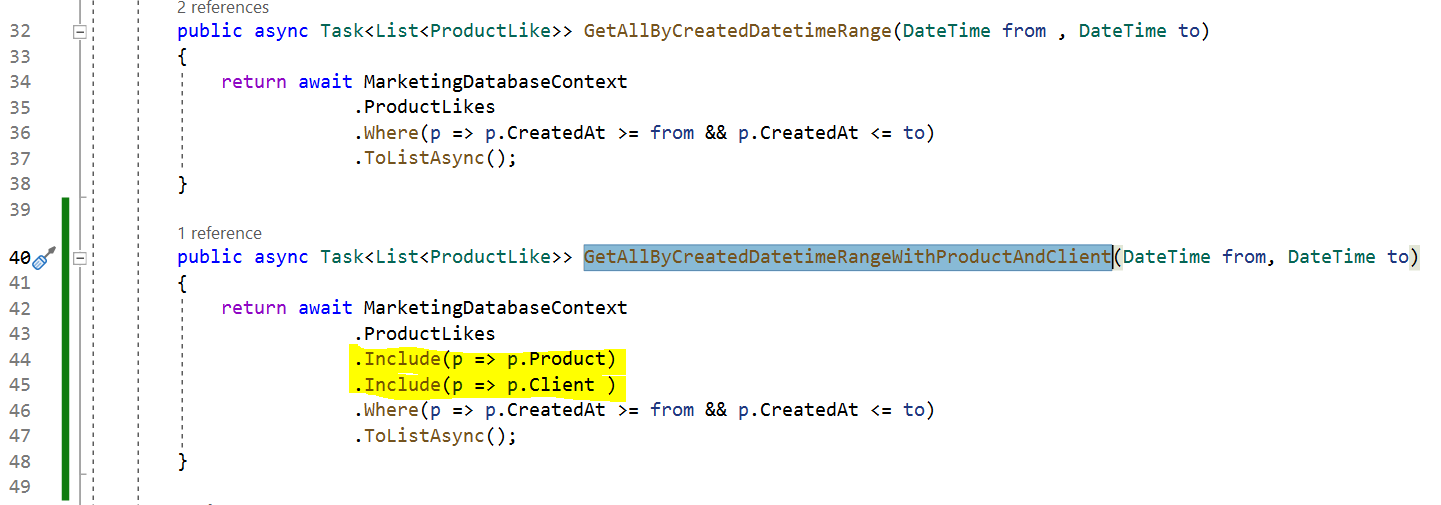 2 references
32 public async Task<List<ProductLike>> GetAllByCreatedDatetimeRange(DateTime from , DateTime to)
33 {
34 return await MarketingDatabaseContext
35 .ProductLikes
36 .Where(p => p.CreatedAt >= from && p.CreatedAt <= to)
37 .ToListAsync();
38 }
39
1 reference
40 public async Task<List<ProductLike>> GetAllByCreatedDatetimeRangeWithProductAndClient(DateTime from, DateTime to)
41 {
42 return await MarketingDatabaseContext
43 .ProductLikes
44 .Include(p => p.Product)
45 .Include(p => p.Client )
46 .Where(p => p.CreatedAt >= from && p.CreatedAt <= to)
47 .ToListAsync();
48 }
49